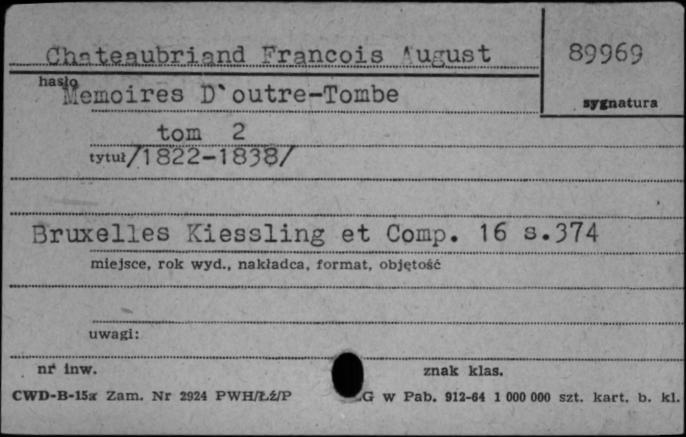 Chateaubriand Francois August
89969
hasło
Memoires D`outre-Tombe
sygnatura
tom 2
tytuł /1822-1838/
Bruxelles Kiessling et Comp. 16 s.374
miejsce, rok wyd., nakładca, format, objętość
uwagi:
nr inw.
znak klas.
CWD-B-15a Zam. Nr 2924 PWH/Łź/P G w Pab. 912-64 1 000 000 szt. kart. b. kl.